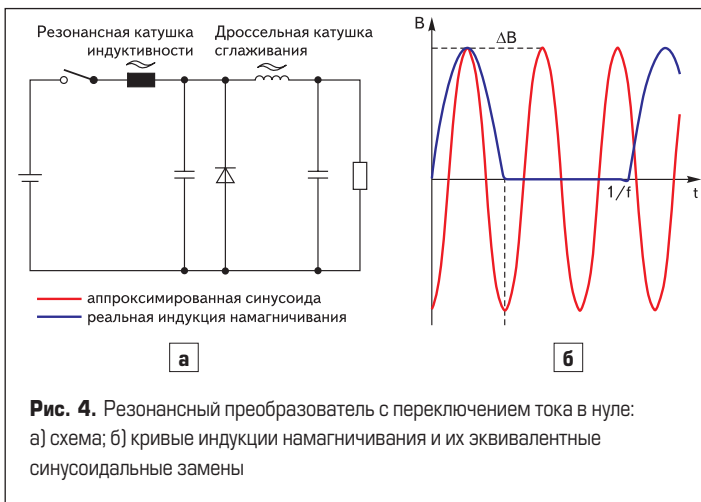 Резонансная катушка
индуктивности
Дроссельная катушка
сглаживания
аппроксимированная синусоида
реальная индукция намагничивания
а
B
ΔB
1/f
t
б
Рис. 4. Резонансный преобразователь с переключением тока в нуле:
а) схема; б) кривые индукции намагничивания и их эквивалентные
синусоидальные замены